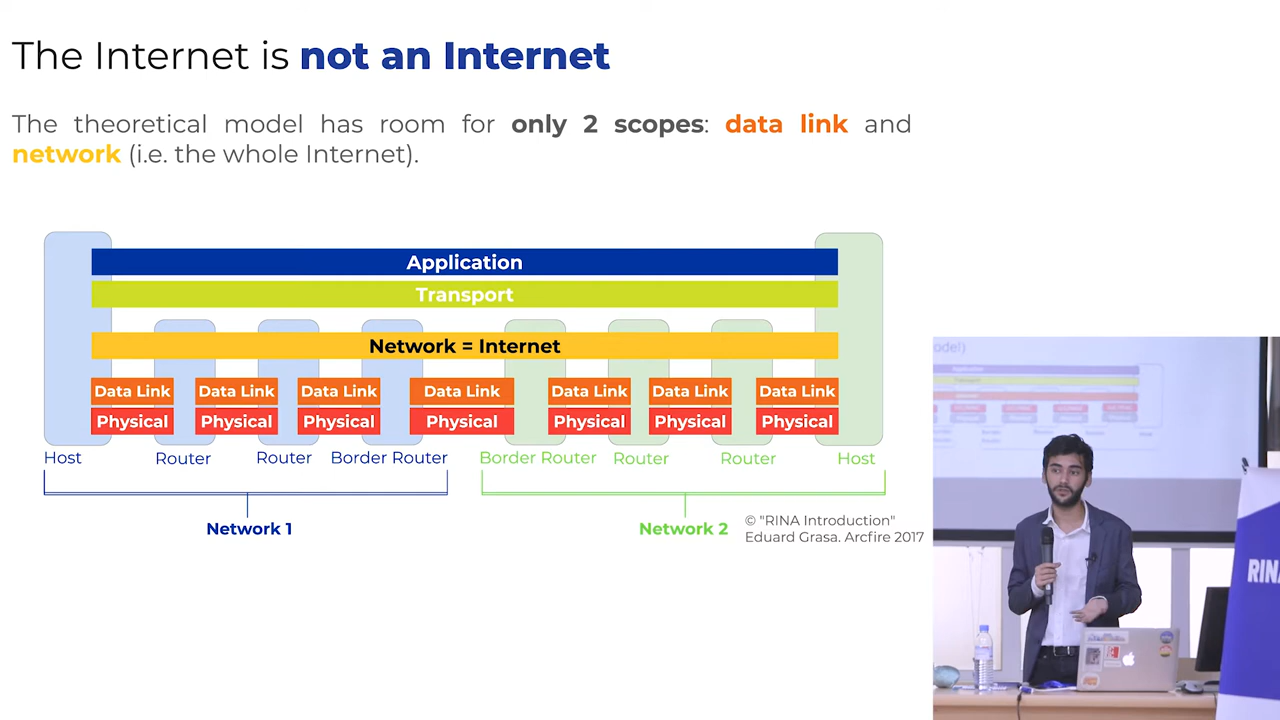 The Internet is not an Internet
The theoretical model has room for only 2 scopes: data link and
network (i.e. the whole Internet).
Application
Transport
Network = Internet
Data Link Data Link Data Link Data Link Data Link Data Link Data Link
Physical Physical Physical Physical Physical Physical Physical
Host Router Router Border Router Border Router Router Router Host
Network 1 Network 2
© "RINA Introduction"
Eduard Grasa. Arcfire 2017
Application
Transport
RINA